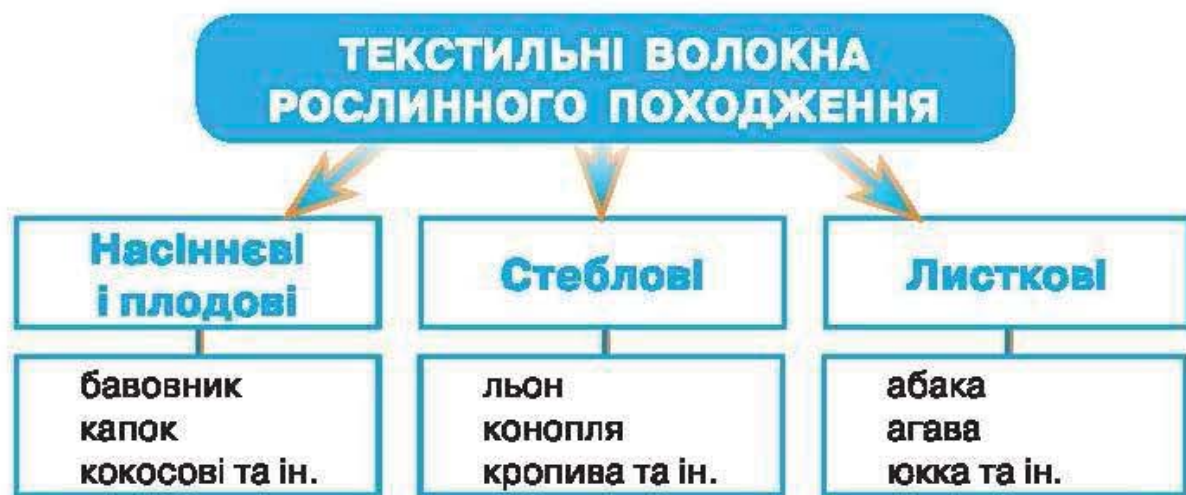 ТЕКСТИЛЬНІ ВОЛОКНА
РОСЛИННОГО ПОХОДЖЕННЯ
Насіннєві
і плодові
Стеблові
Листкові
бавовник
капок
кокосові та ін.
льон
конопля
кропива та ін.
абака
агава
юкка та ін.